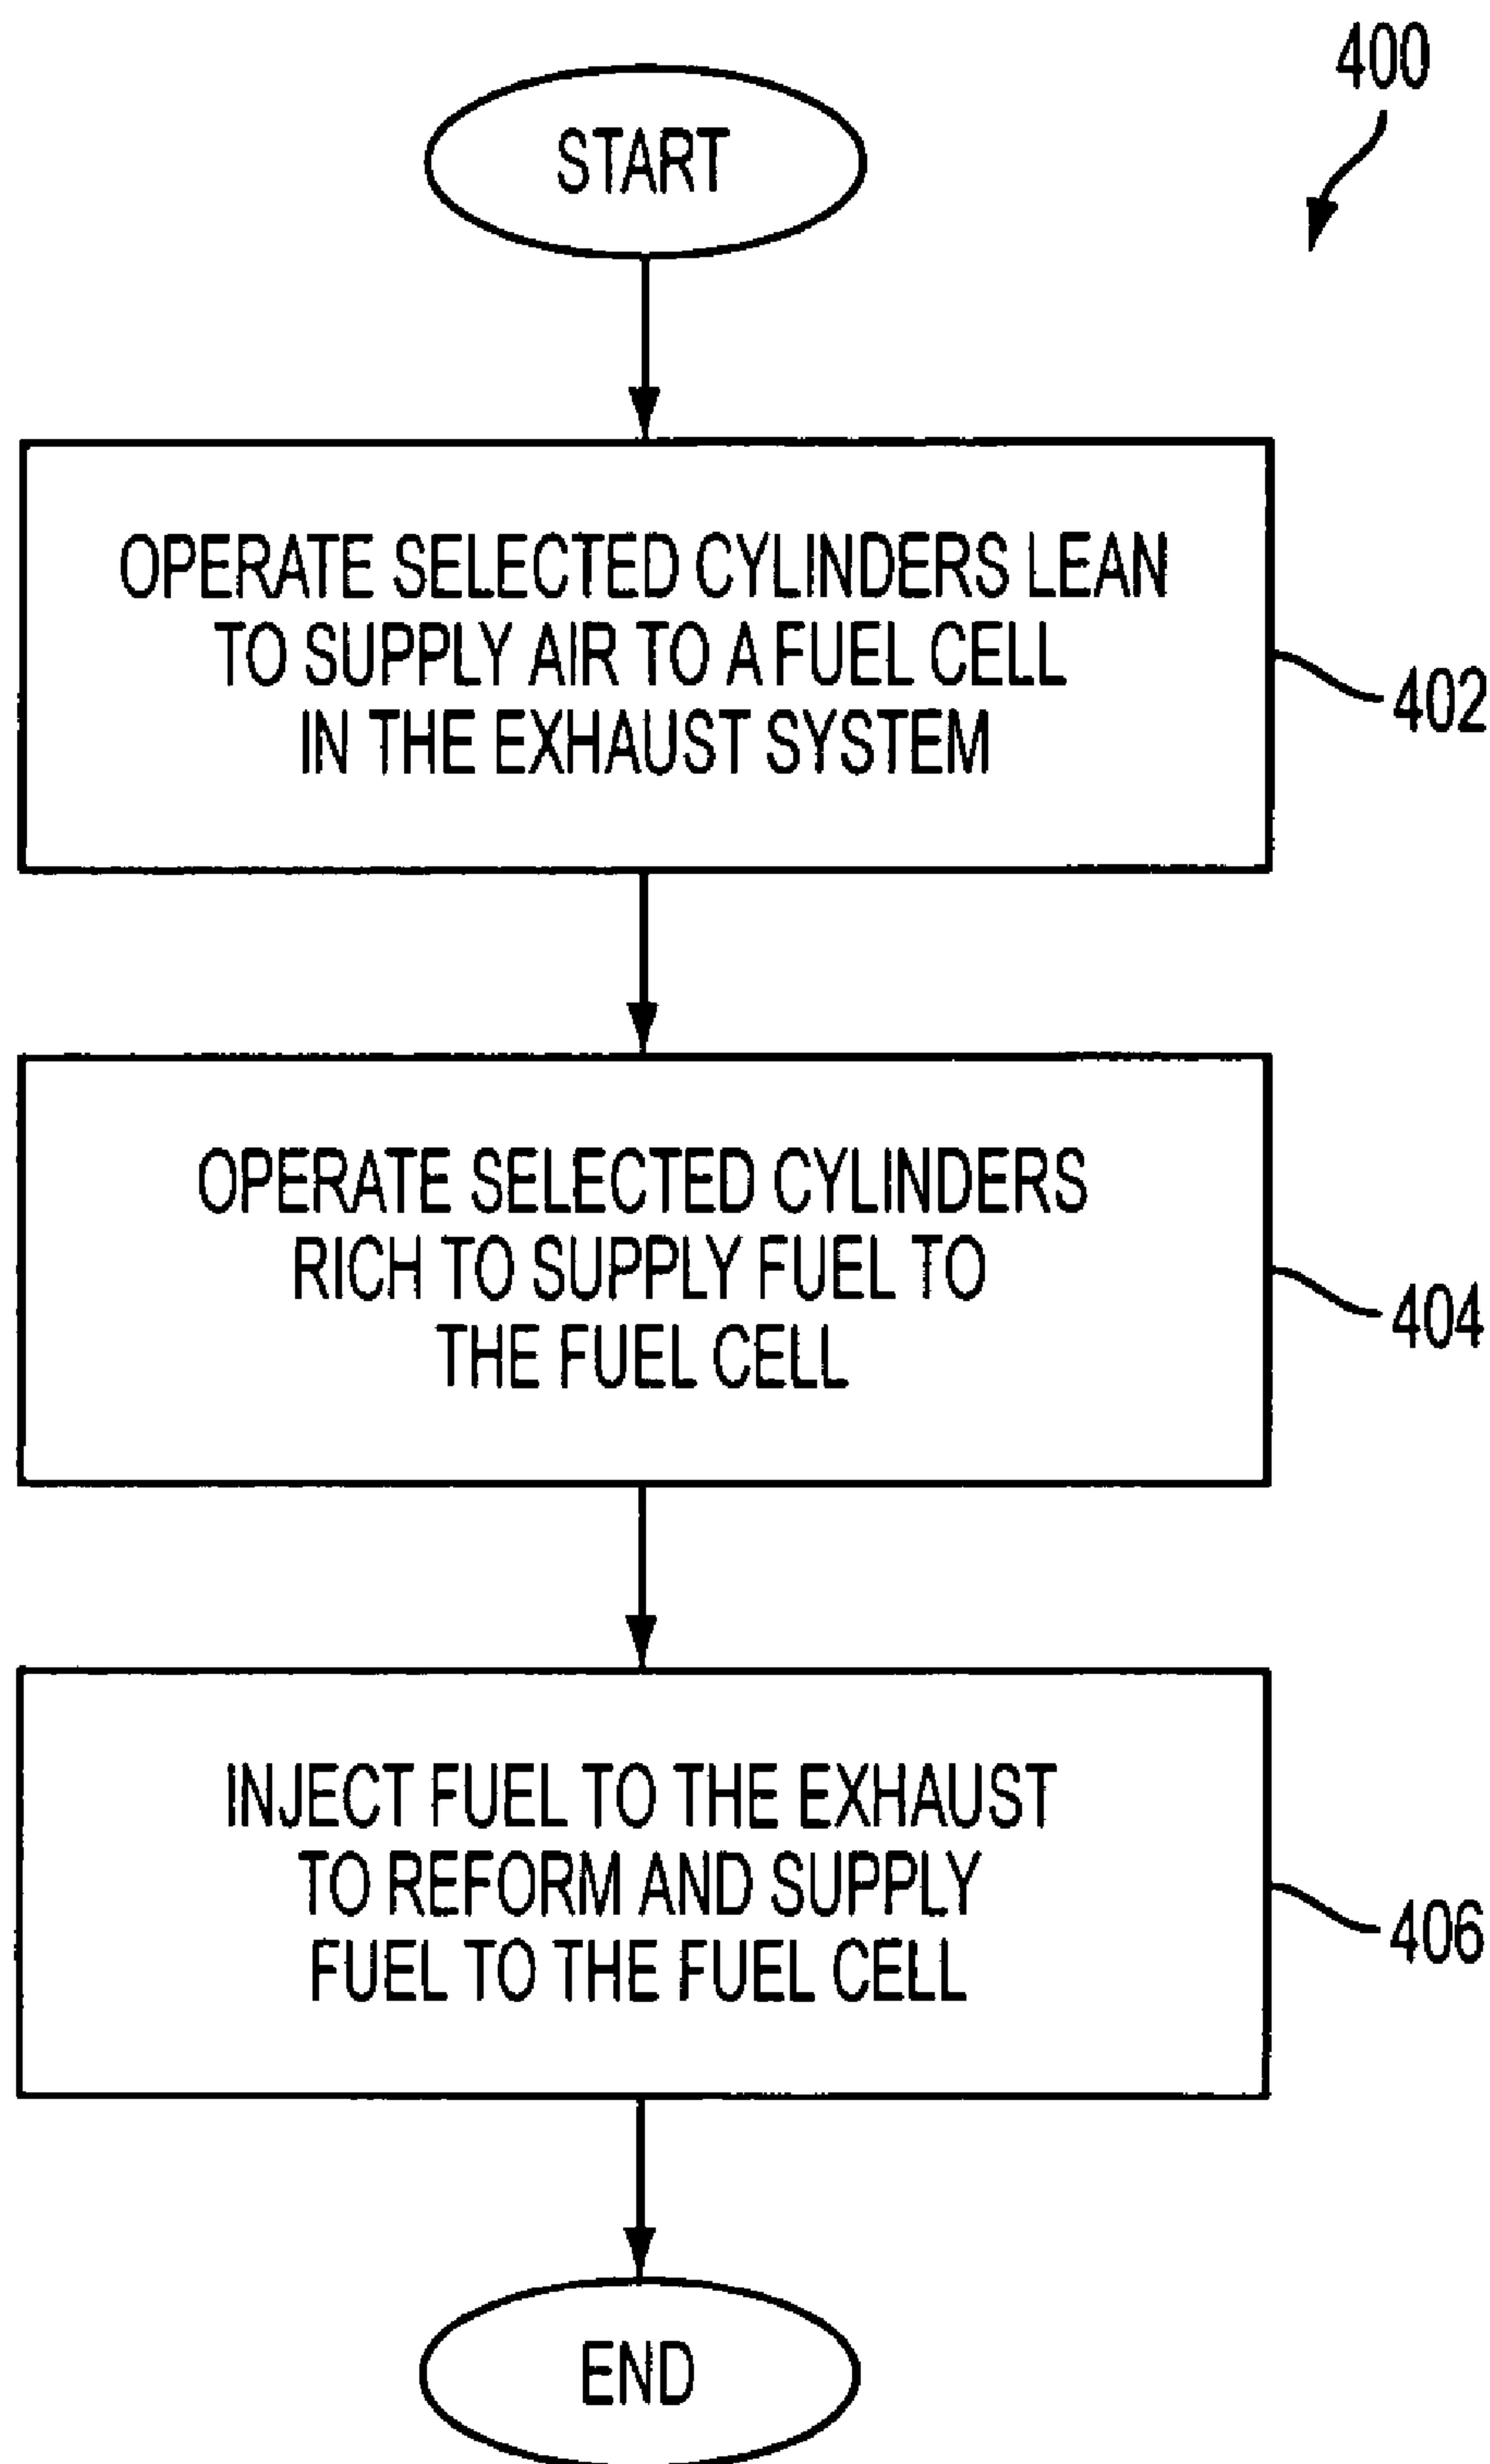 400
START
OPERATE SELECTED CYLINDERS LEAN
TO SUPPLY AIR TO A FUEL CELL
IN THE EXHAUST SYSTEM
402
OPERATE SELECTED CYLINDERS
RICH TO SUPPLY FUEL TO
THE FUEL CELL
404
INJECT FUEL TO THE EXHAUST
TO REFORM AND SUPPLY
FUEL TO THE FUEL CELL
406
END